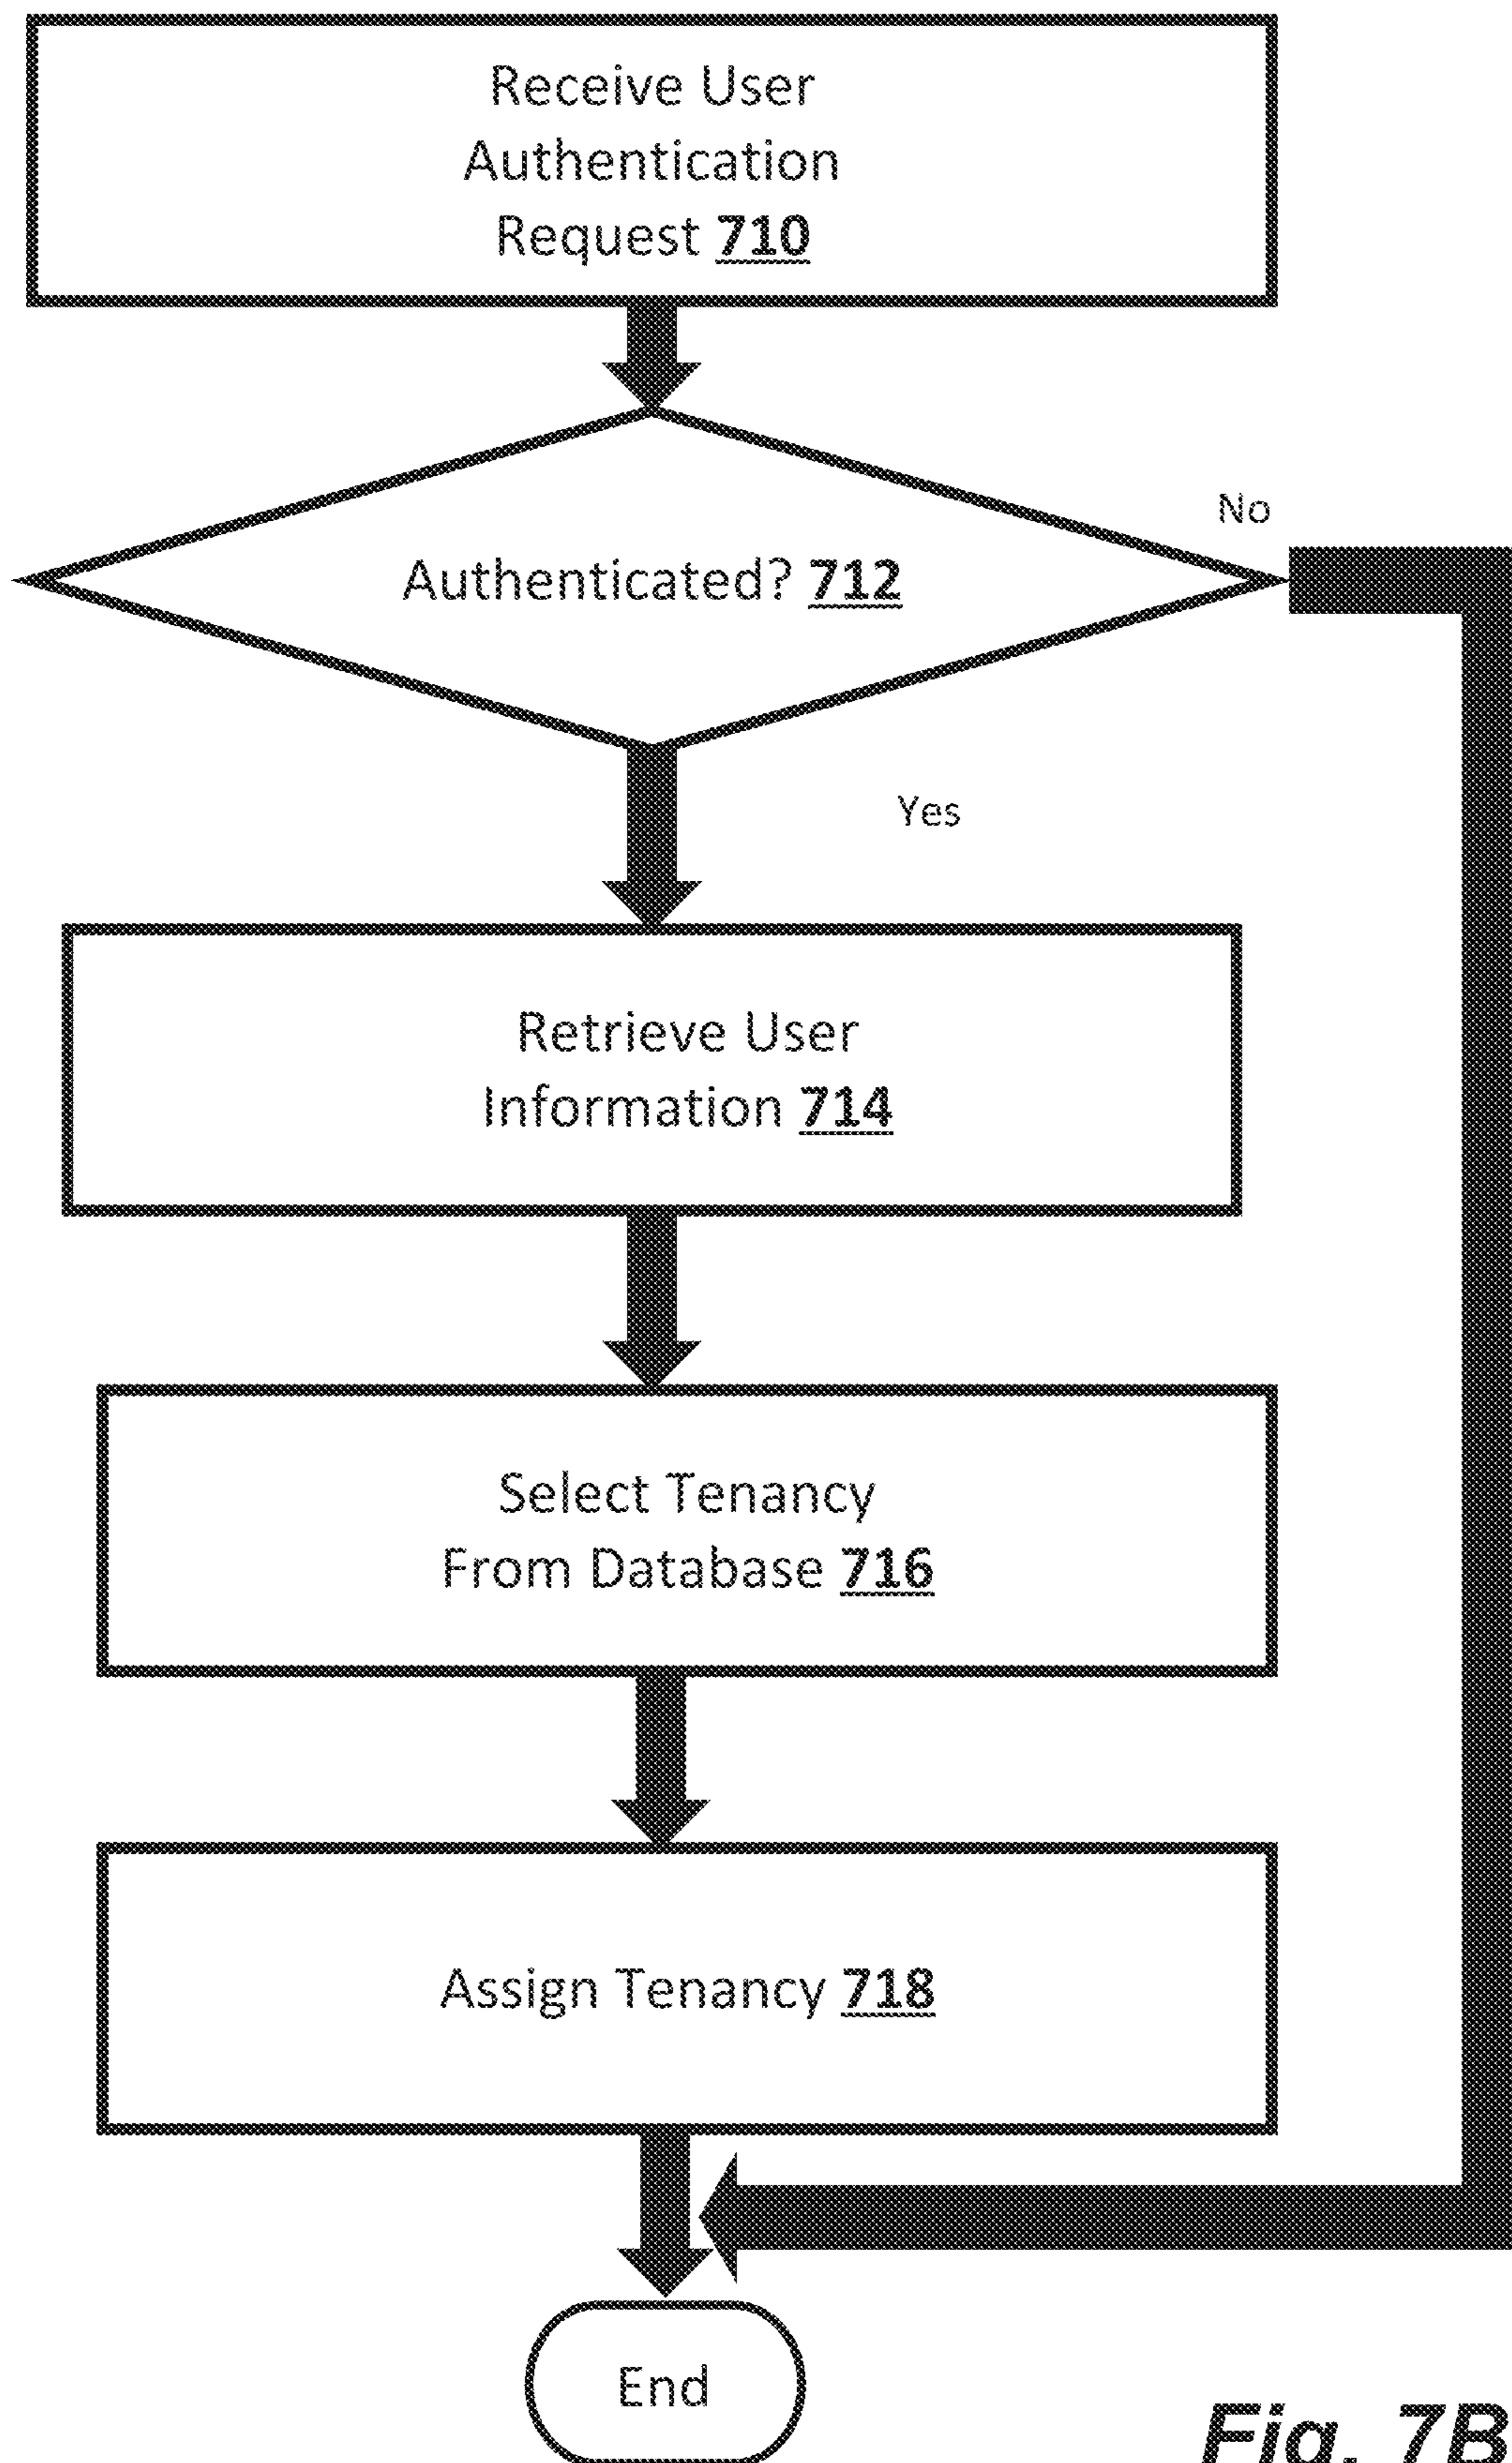 Receive User
Authentication
Request 710
No
Authenticated? 712
Yes
Retrieve User
Information 714
Select Tenancy
From Database 716
Assign Tenancy 718
End
Fig. 7B